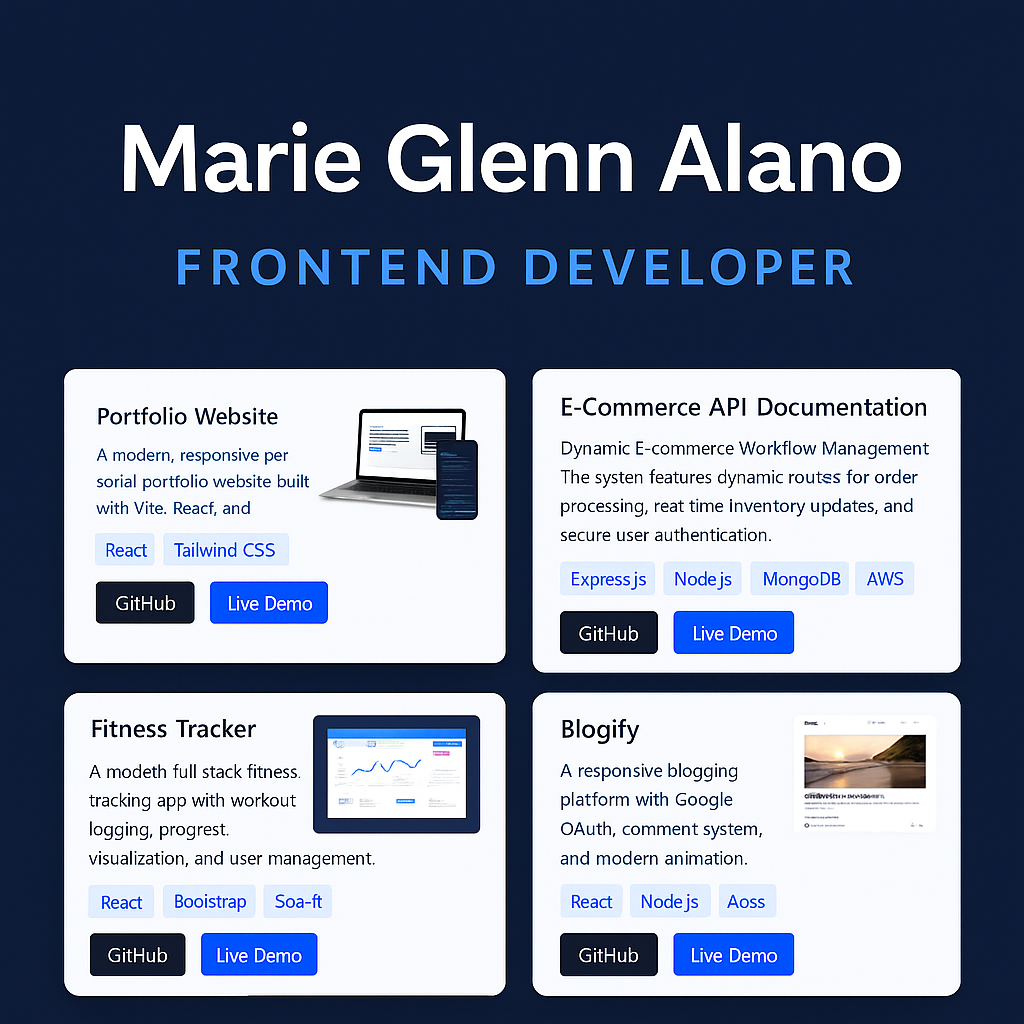 Marie Glenn Alano
FRONTEND DEVELOPER
Portfolio Website
A modern, responsive per
sorial portfolio website built
with Vite. Reacf, and
React Tailwind CSS
GitHub Live Demo
E-Commerce API Documentation
Dynamic E-commerce Workflow Management
The systen features dynamic routes for order
processing, reat time inventory updates, and
secure user authentication.
Express js Node js MongoDB AWS
GitHub Live Demo
Fitness Tracker
A modeth full stack fitness.
tracking app with workout
logging, progrest.
visualization, and user management.
React Booistrap Soa-ft
GitHub Live Demo
Blogify
A responsive blogging
platform with Google
OAuth, comment system,
and modern animation.
React Node js Aoss
GitHub Live Demo